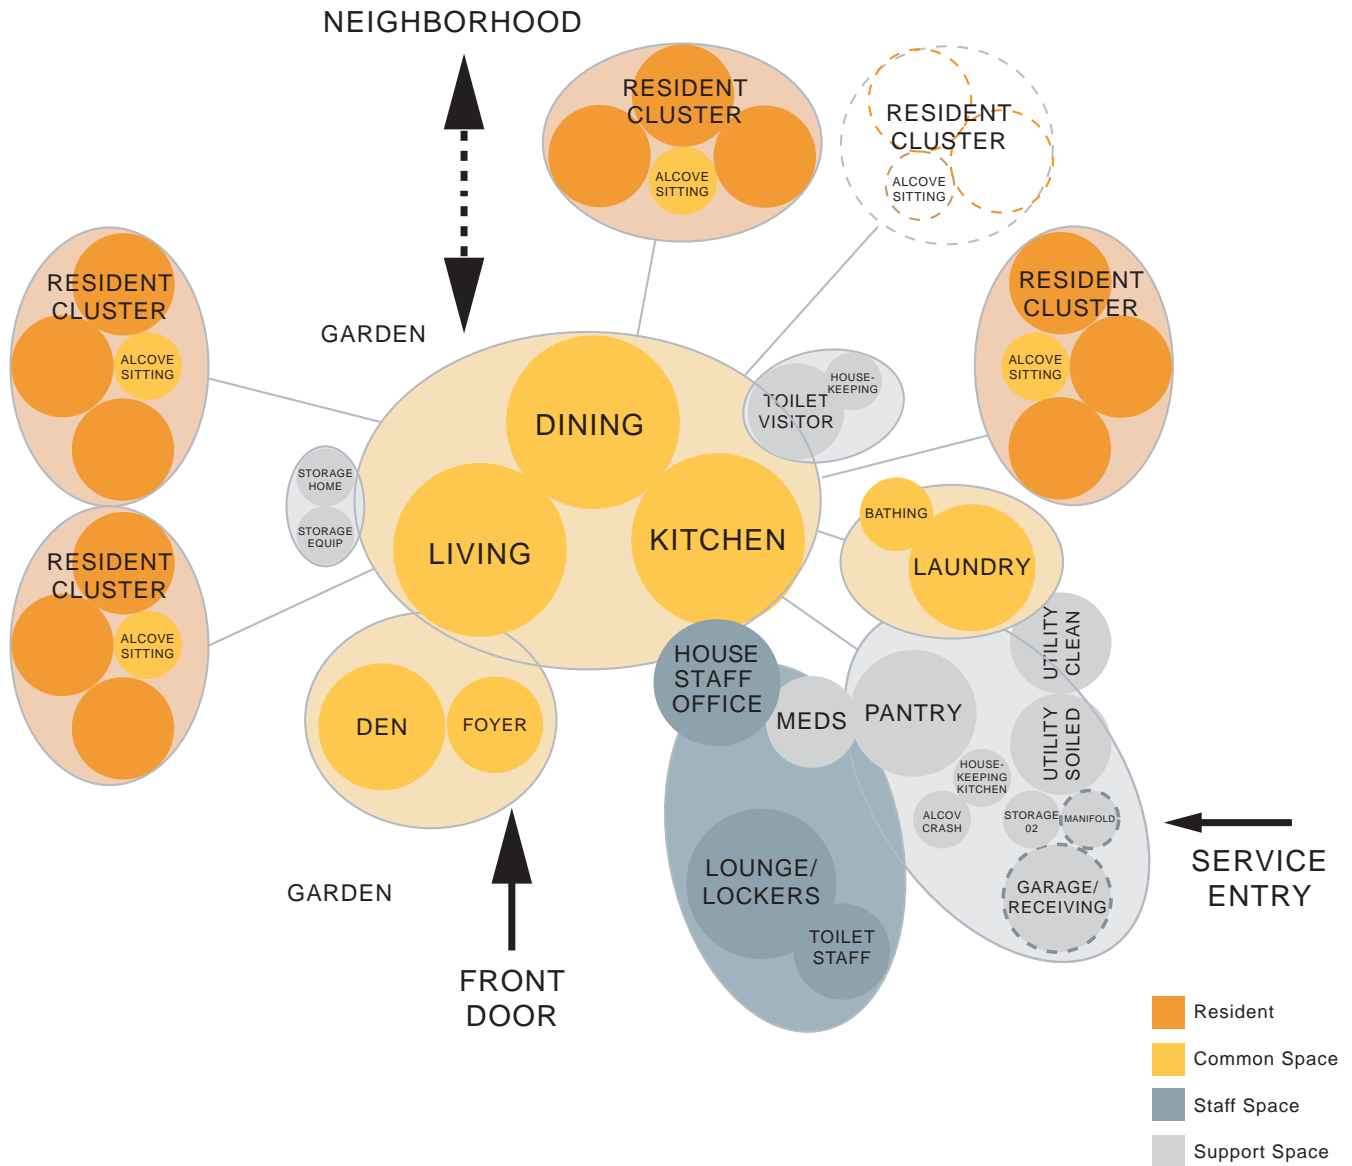 NEIGHBORHOOD
RESIDENT
CLUSTER
ALCOVE
SITTING
RESIDENT
CLUSTER
ALCOVE
SITTING
RESIDENT
CLUSTER
ALCOVE
SITTING
RESIDENT
CLUSTER
ALCOVE
SITTING
GARDEN
DINING
HOUSE-
KEEPING
TOILET
VISITOR
STORAGE
HOME
STORAGE
EQUIP
LIVING
KITCHEN
BATHING
LAUNDRY
RESIDENT
CLUSTER
ALCOVE
SITTING
UTILITY
CLEAN
HOUSE
STAFF
OFFICE
MEDS
PANTRY
UTILITY
SOILED
DEN
FOYER
HOUSE-
KEEPING
KITCHEN
ALCOV
CRASH
STORAGE
02
MANIFOLD
SERVICE
ENTRY
GARDEN
LOUNGE/
LOCKERS
GARAGE/
RECEIVING
TOILET
STAFF
FRONT
DOOR
Resident
Common Space
Staff Space
Support Space